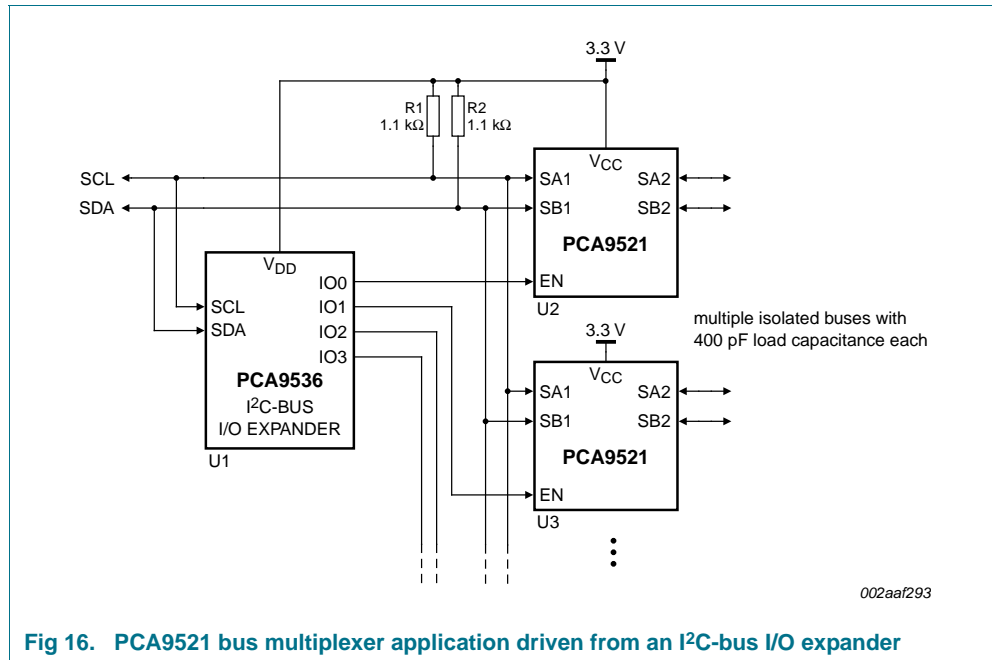 3.3 V
R1
1.1 kΩ
R2
1.1 kΩ
SCL
SDA
VCC
SA1
SA2
SB1
SB2
PCA9521
EN
U2
VDD
IO0
IO1
IO2
IO3
SCL
SDA
PCA9536
I2C-BUS
I/O EXPANDER
U1
multiple isolated buses with
400 pF load capacitance each
3.3 V
VCC
SA1
SA2
SB1
SB2
PCA9521
EN
U3
002aaf293
Fig 16. PCA9521 bus multiplexer application driven from an I2C-bus I/O expander